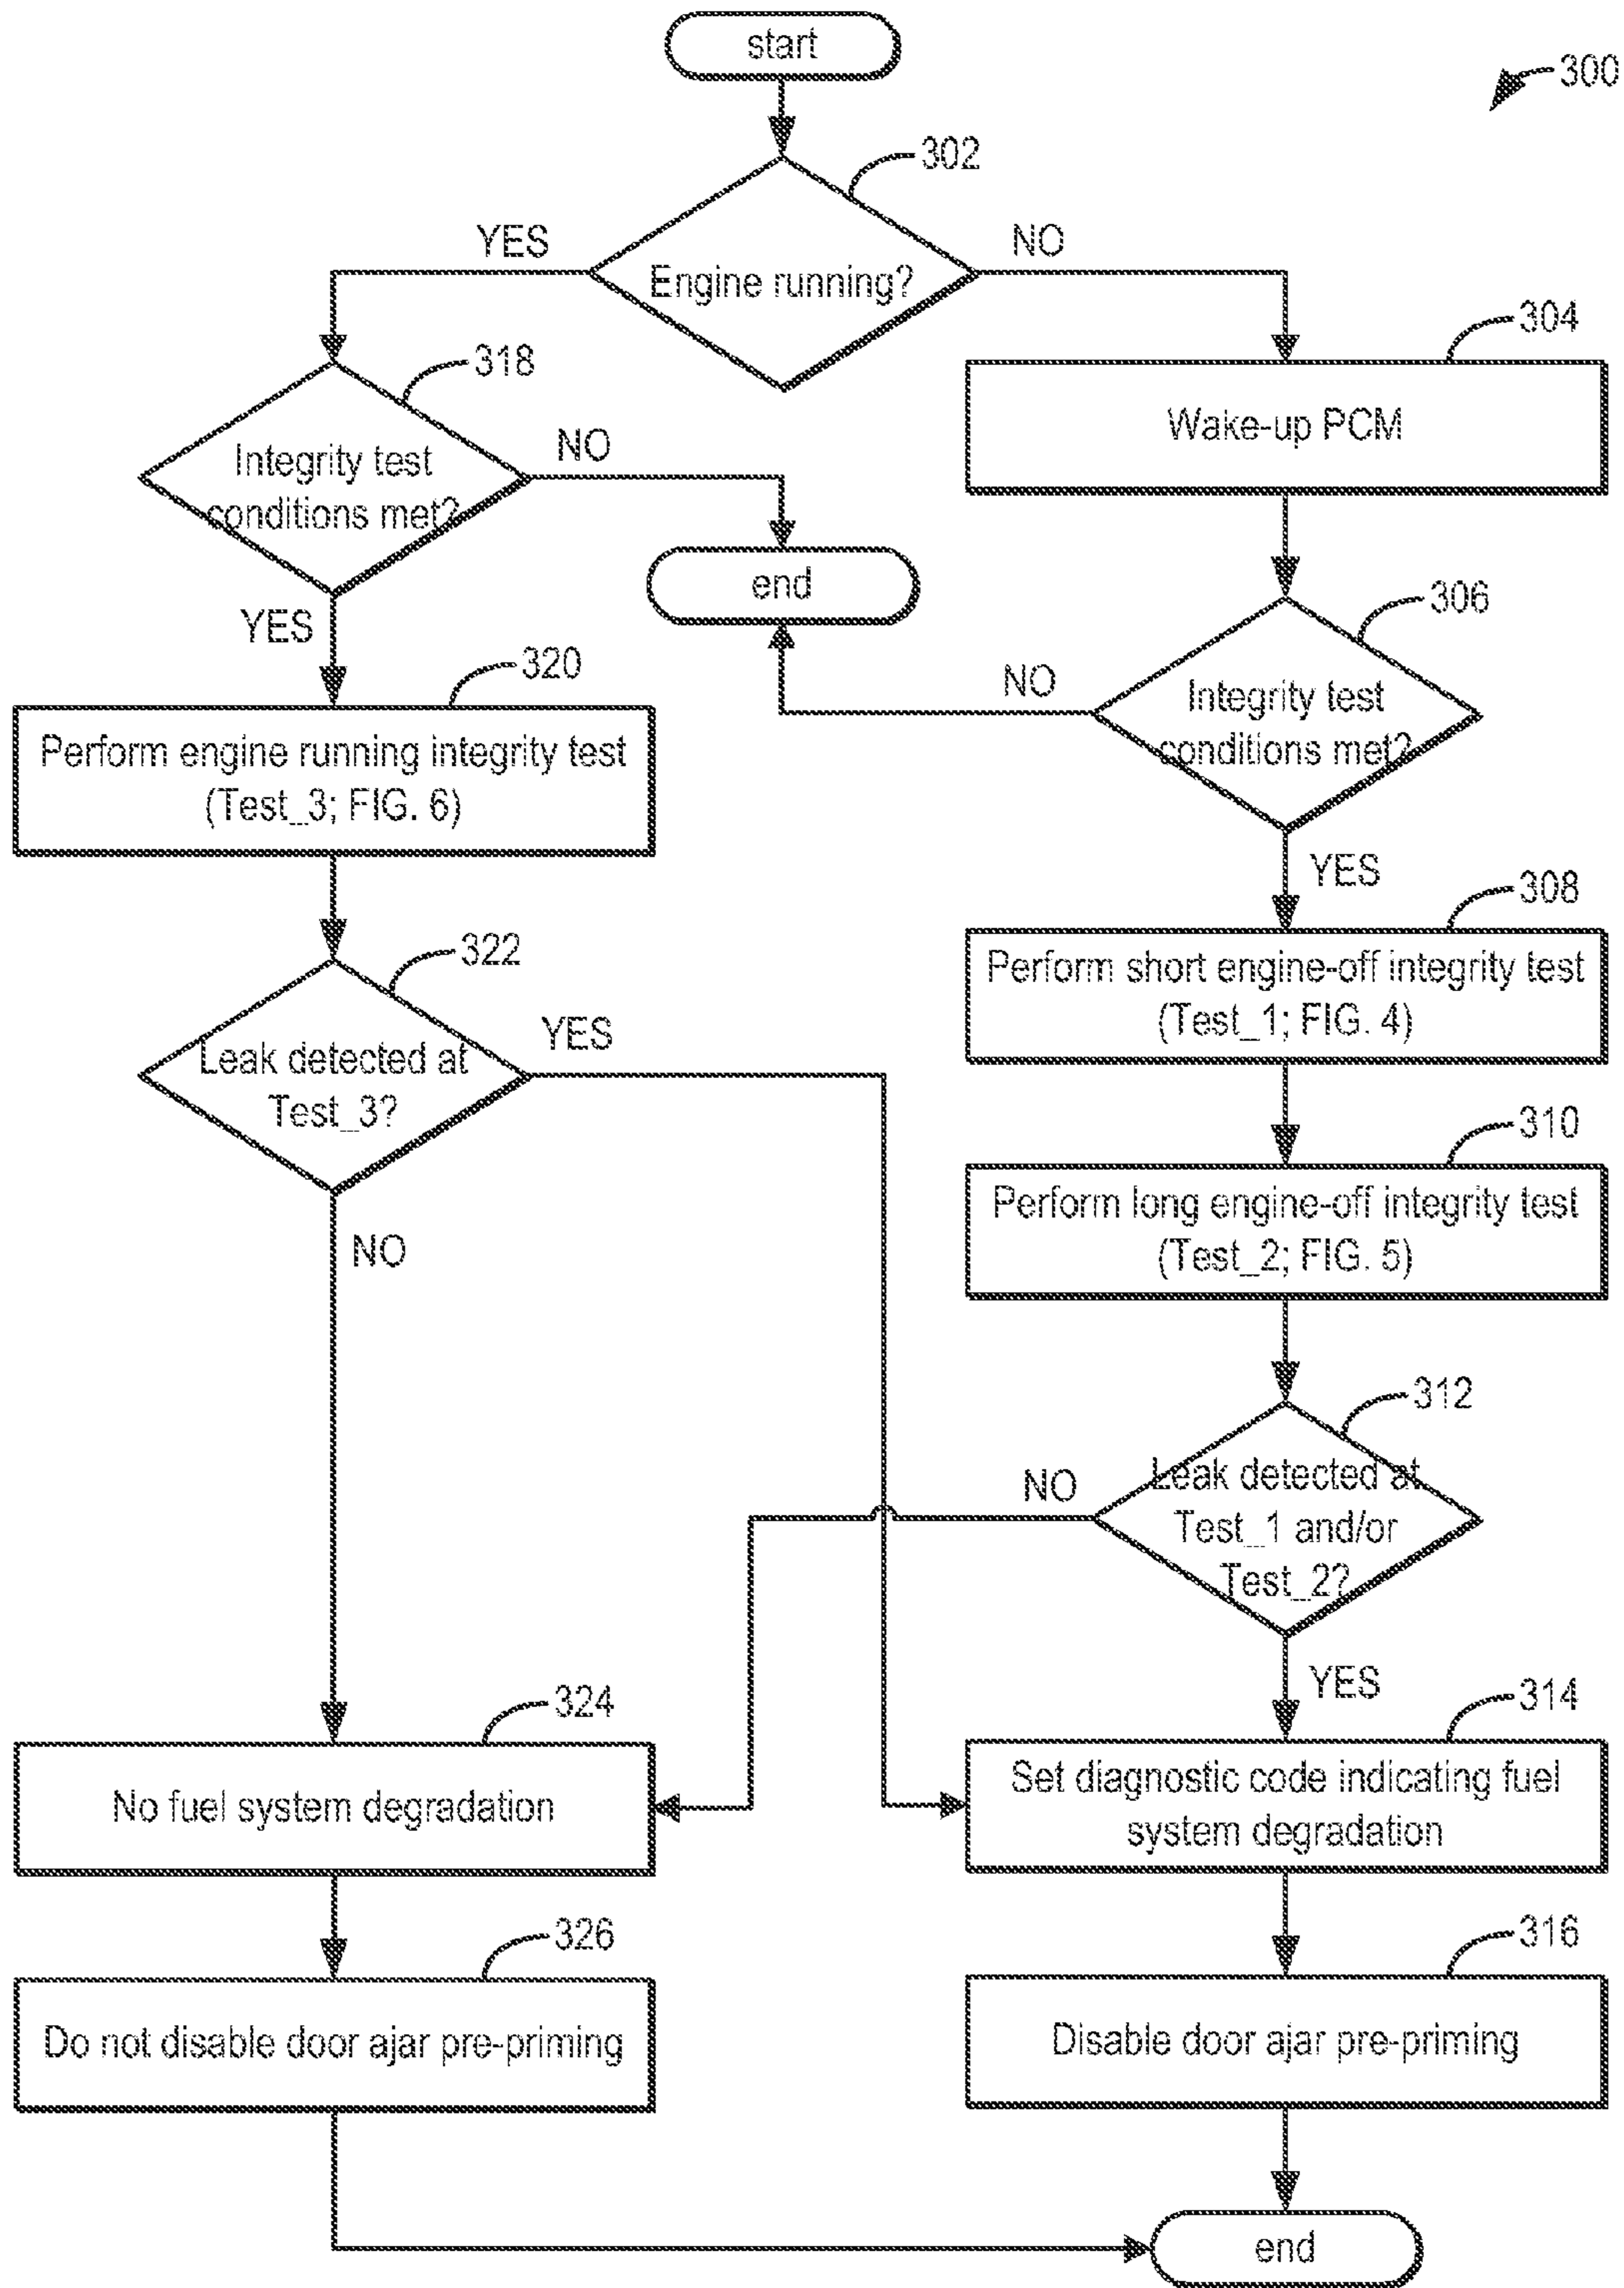 start
300
302
YES
NO
Engine running?
304
318
Wake-up PCM
Integrity test
conditions met?
NO
end
306
YES
NO
320
Integrity test
conditions met?
Perform engine running integrity test
(Test_3; FIG. 6)
YES
308
322
Perform short engine-off integrity test
(Test_1; FIG. 4)
YES
Leak detected at
Test_3?
310
Perform long engine-off integrity test
(Test_2; FIG. 5)
NO
312
Leak detected at
Test_1 and/or
Test_2?
NO
YES
324
314
No fuel system degradation
Set diagnostic code indicating fuel
system degradation
326
316
Do not disable door ajar pre-priming
Disable door ajar pre-priming
end